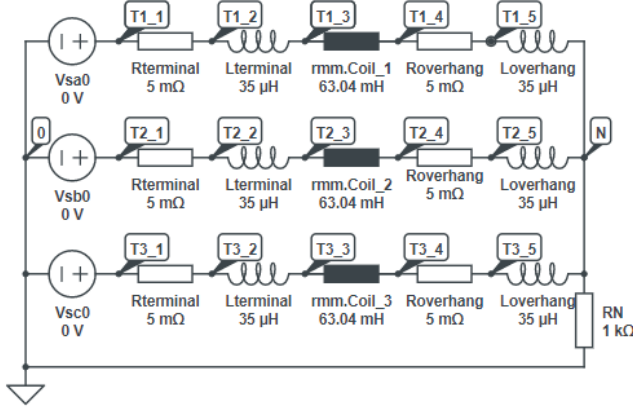 T1_1 T1_2 T1_3 T1_4 T1_5
Vsa0 Rterminal Lterminal rmm.Coil_1 Roverhang Loverhang
0 V 5 mΩ 35 µH 63.04 mH 5 mΩ 35 µH
0 T2_1 T2_2 T2_3 T2_4 T2_5 N
Vsb0 Rterminal Lterminal rmm.Coil_2 Roverhang Loverhang
0 V 5 mΩ 35 µH 63.04 mH 5 mΩ 35 µH
T3_1 T3_2 T3_3 T3_4 T3_5
Vsc0 Rterminal Lterminal rmm.Coil_3 Roverhang Loverhang RN
0 V 5 mΩ 35 µH 63.04 mH 5 mΩ 35 µH 1 kΩ